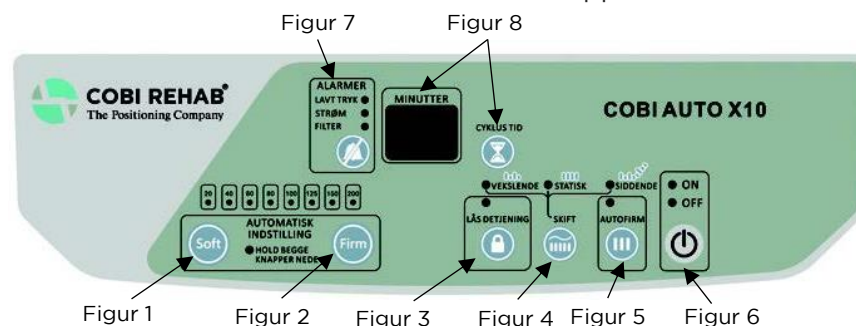 Figur 7
Figur 8
COBI REHAB®
The Positioning Company
ALARMER
LAVT TRYK
STRØM
FILTER
MINUTTER
CYKLUS TID
COBI AUTO X10
VEKSLENDE
STATISK
SIDDENDE
ON
OFF
20 40 60 80 100 125 150 200
AUTOMATISK
INDSTILLING
HOLD BEGGE
KNAPPER NEDE
Soft
Firm
LÅS DETJENING
SKIFT
AUTOFIRM
Figur 1
Figur 2
Figur 3
Figur 4
Figur 5
Figur 6